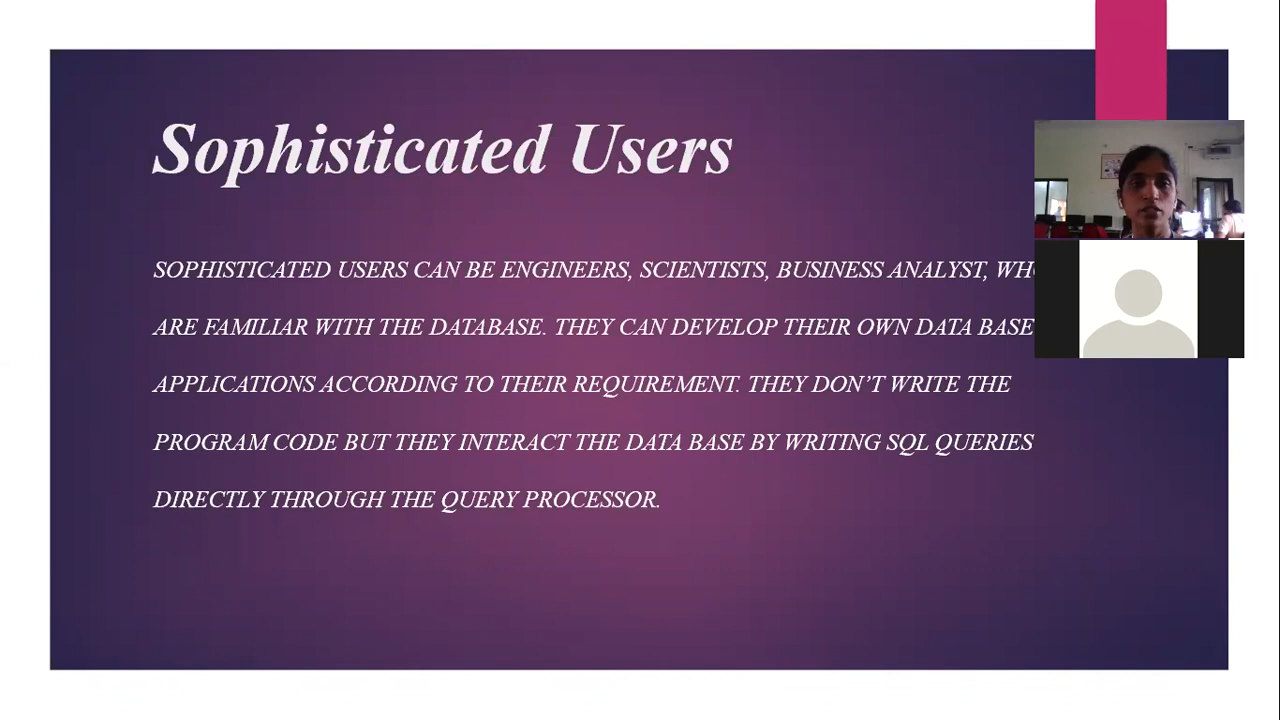 Sophisticated Users
SOPHISTICATED USERS CAN BE ENGINEERS, SCIENTISTS, BUSINESS ANALYST, WHO
ARE FAMILIAR WITH THE DATABASE. THEY CAN DEVELOP THEIR OWN DATA BASE
APPLICATIONS ACCORDING TO THEIR REQUIREMENT. THEY DON’T WRITE THE
PROGRAM CODE BUT THEY INTERACT THE DATA BASE BY WRITING SQL QUERIES
DIRECTLY THROUGH THE QUERY PROCESSOR.